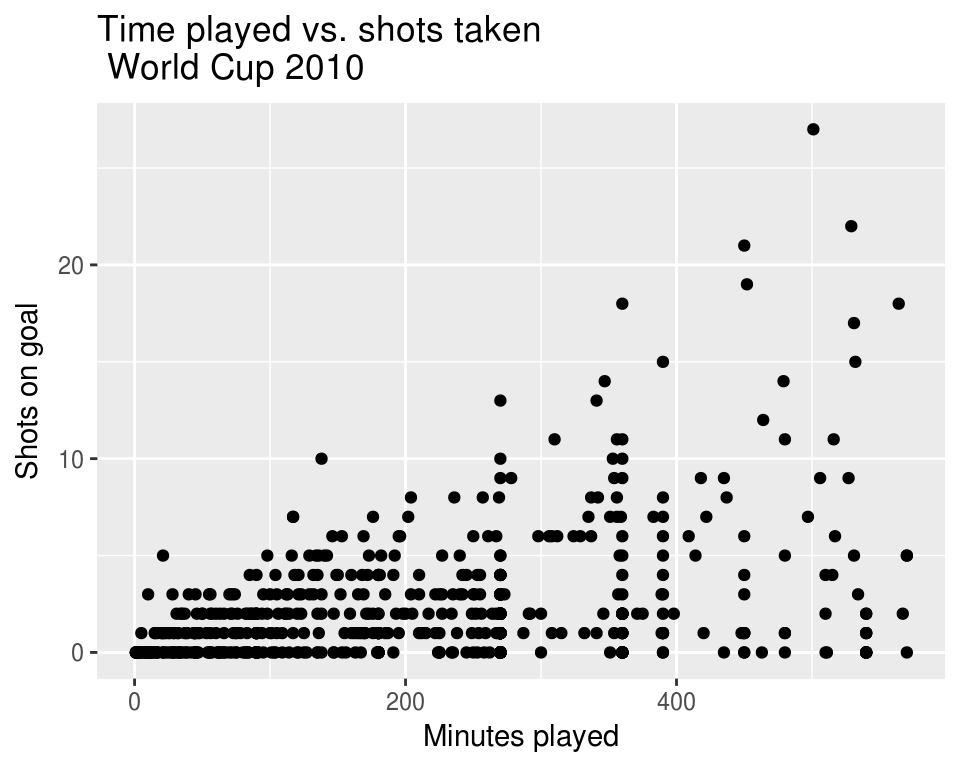 Time played vs. shots taken
World Cup 2010
20
10
0
Shots on goal
0 200 400
Minutes played